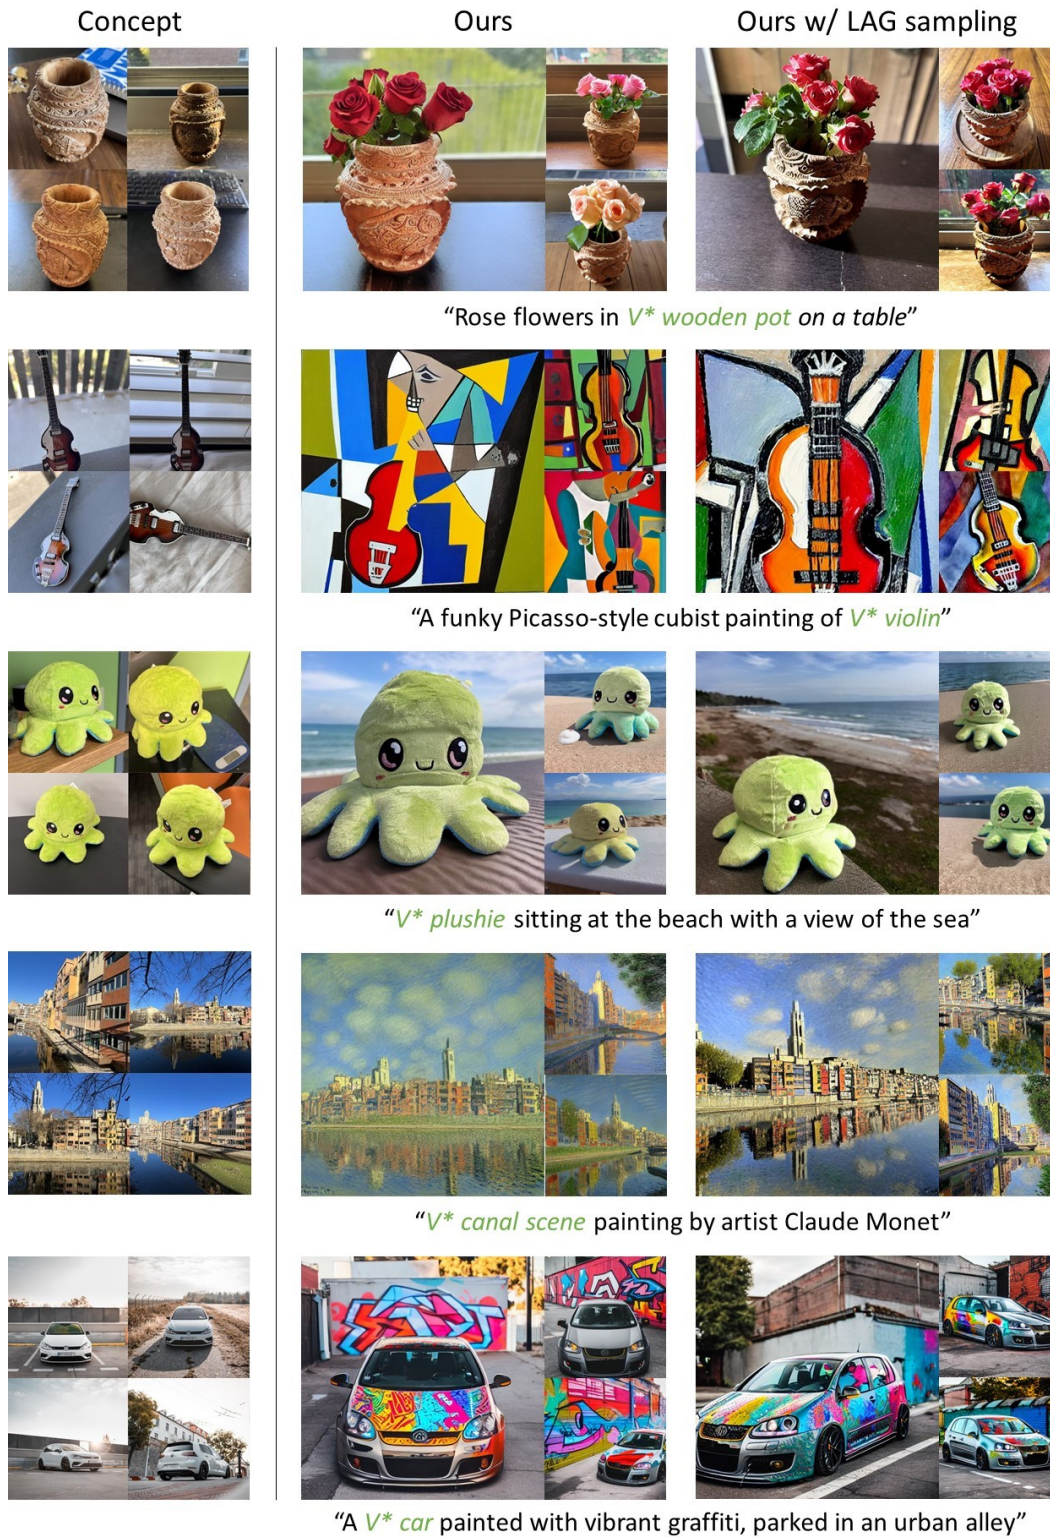 Concept
Ours
Ours w/ LAG sampling
“Rose flowers in V* wooden pot on a table”
“A funky Picasso-style cubist painting of V* violin”
“V* plushie sitting at the beach with a view of the sea”
“V* canal scene painting by artist Claude Monet”
“A V* car painted with vibrant graffiti, parked in an urban alley”